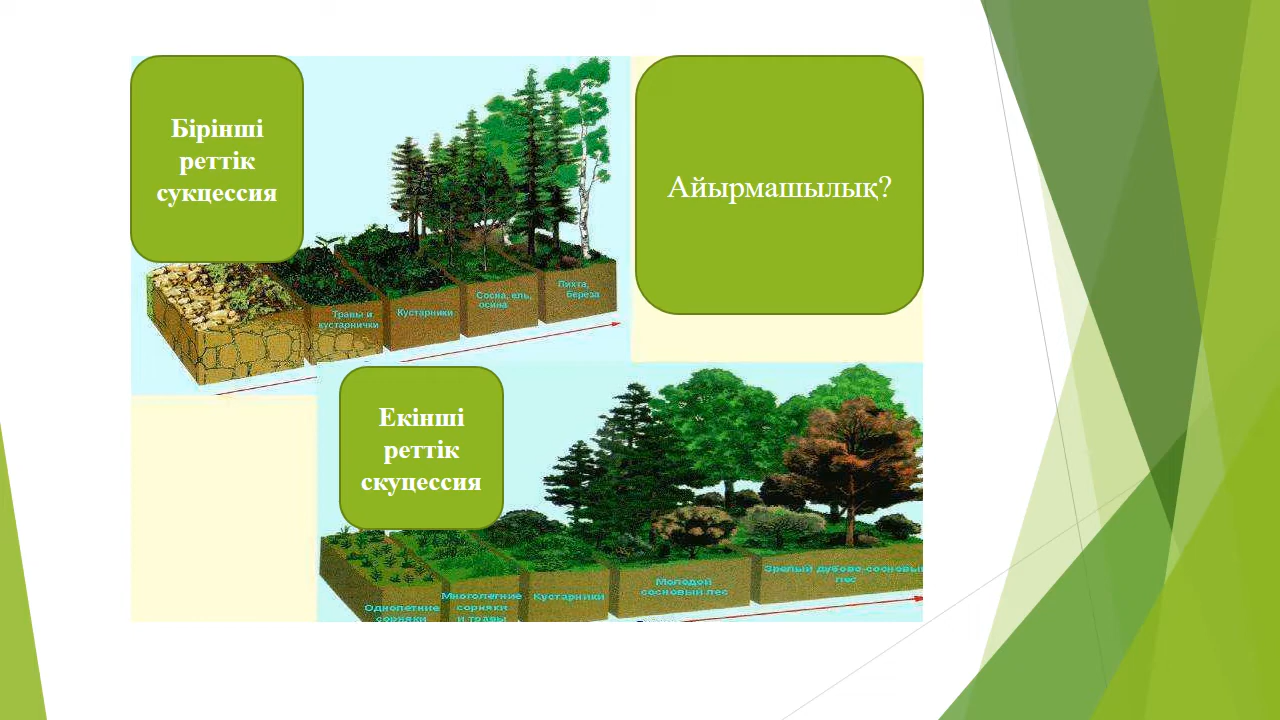 Бірінші
реттік
сукцессия
Айырмашылық?
Травы и
кустарнички
Кустарники
Сосна, ель,
осина
Пихта,
береза
Екінші
реттік
скуцессия
Однолетние
сорняки
Многолетние
сорняки
и травы
Кустарники
Молодой
сосновый лес
Зрелый дубово-сосновы
лес